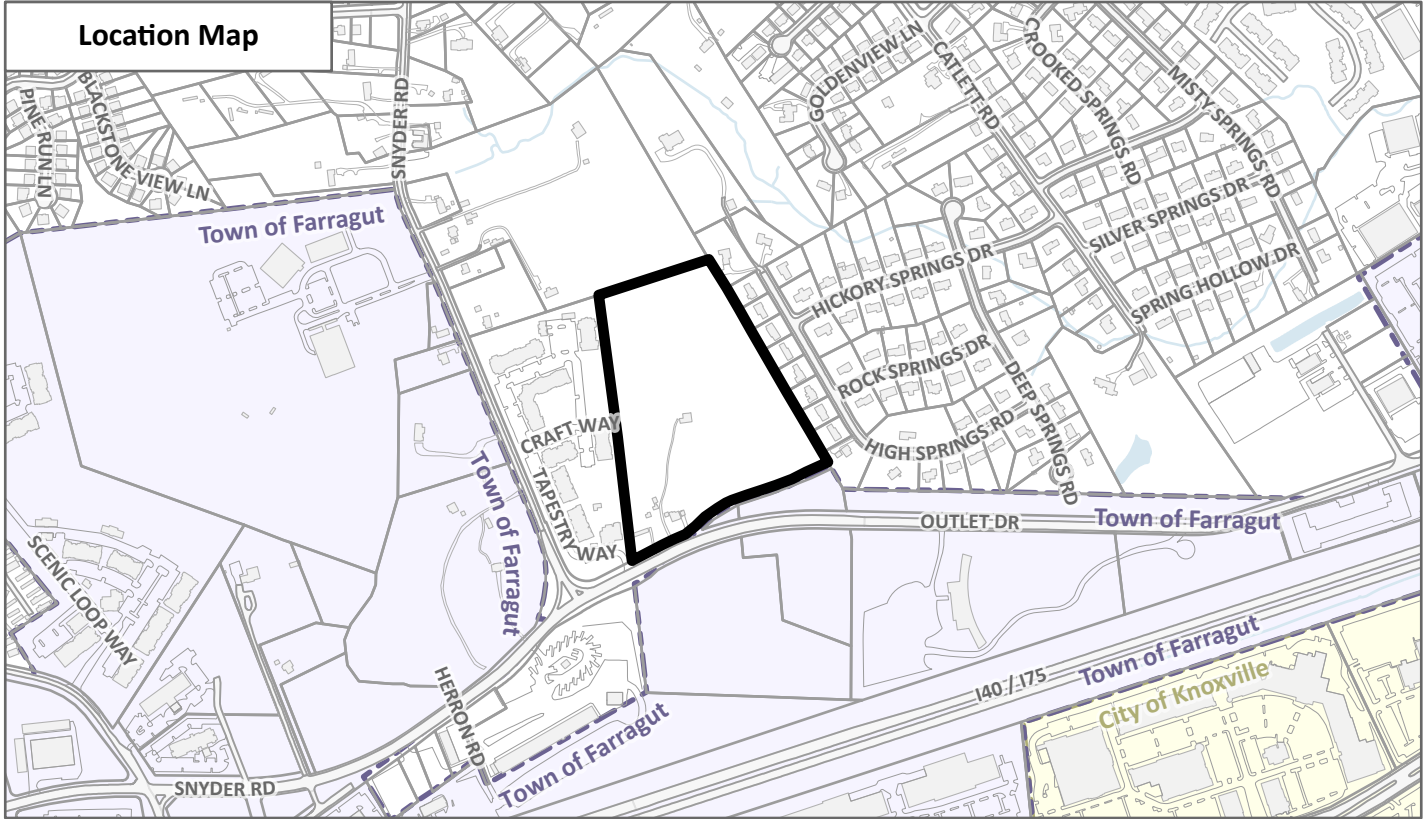 Location Map
SNYDER RD
PINE RUN LN
BLACKSTONE VIEW LN
GOLDENVIEW LN
CATLETT RD
CROOKED SPRINGS RD
MISTY SPRINGS RD
Town of Farragut
SILVER SPRINGS DR
HICKORY SPRINGS DR
SPRING HOLLOW DR
ROCK SPRINGS DR
DEEP SPRINGS RD
HIGH SPRINGS RD
CRAFT WAY
TAPESTRY WAY
Town of Farragut
OUTLET DR
Town of Farragut
SCENIC LOOP WAY
HERRON RD
Town of Farragut
I40 / I75
Town of Farragut
City of Knoxville
SNYDER RD